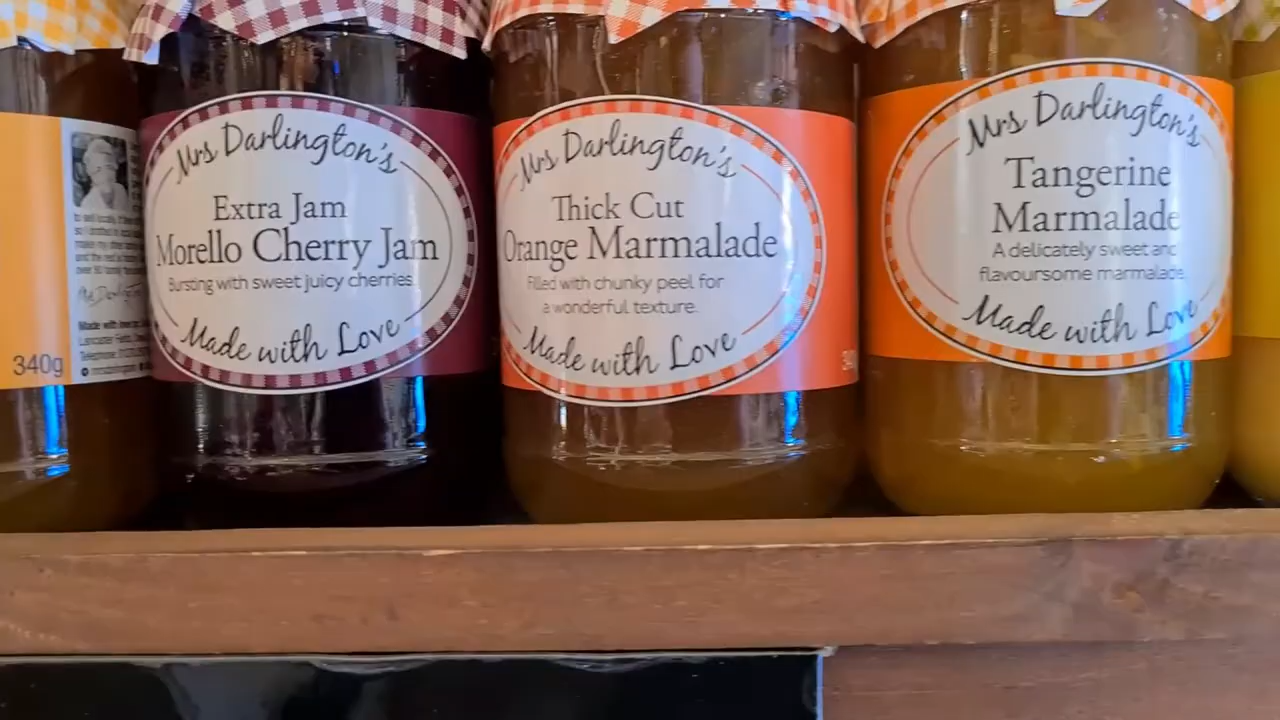 340g
Made with
Mrs Darlington's
Extra Jam
Morello Cherry Jam
Bursting with sweet juicy cherries.
Made with Love
Mrs Darlington's
Thick Cut
Orange Marmalade
Filled with chunky peel for
a wonderful texture.
Made with Love
Mrs Darlington's
Tangerine
Marmalade
A delicately sweet and
flavoursome marmalade.
Made with Love